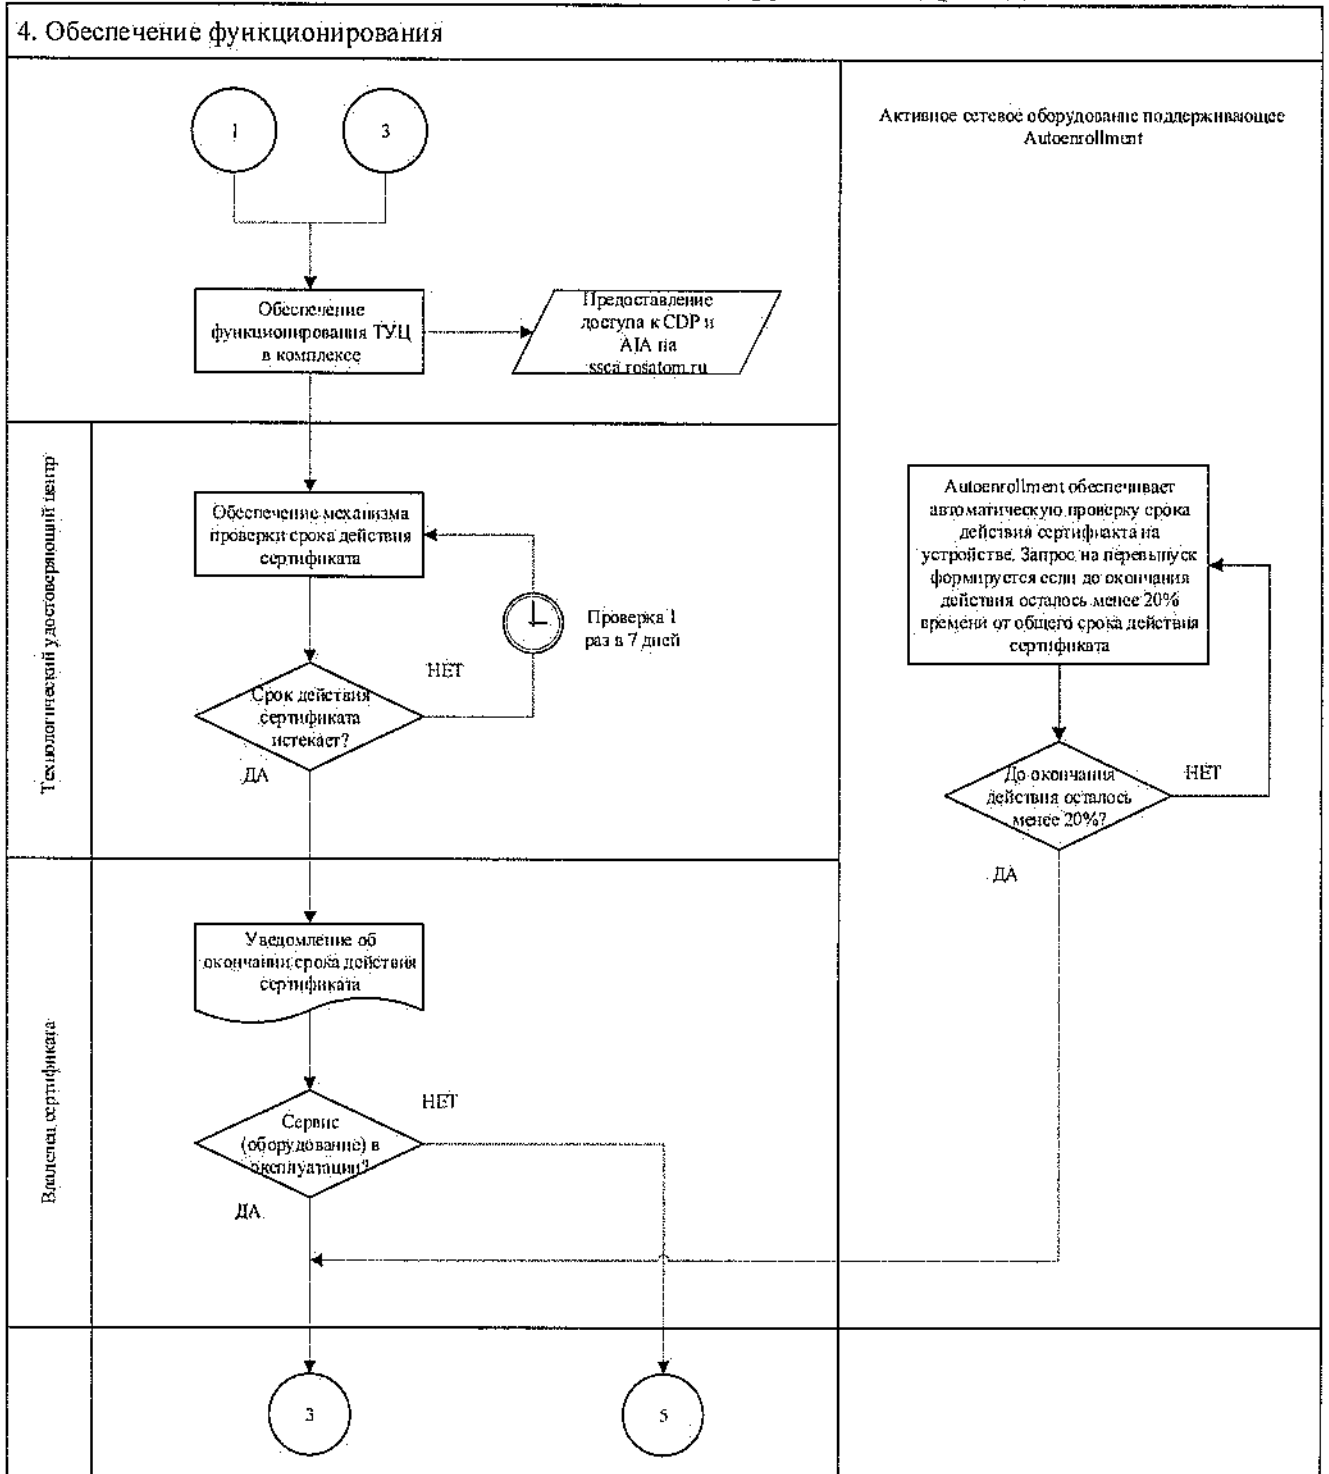 4. Обеспечение функционирования
1
3
Активное сетевое оборудование поддерживающее
Autoenrollment
Обеспечение
функционирования ТУЦ
в комплексе
Предоставление
доступа к CDP и
AIA на
ssca.rosatom.ru
Технологический удостоверяющий центр
Обеспечение механизма
проверки срока действия
сертификата
Проверка 1
раз в 7 дней
Срок действия
сертификата
истекает?
НЕТ
ДА
Autoenrollment обеспечивает
автоматическую проверку срока
действия сертифиакта на
устройстве. Запрос на перевыпуск
формируется если до окончания
действия осталось менее 20%
времени от общего срока действия
сертификата
До окончания
действия осталось
менее 20%?
НЕТ
ДА
Владелец сертификата
Уведомление об
окончании срока действия
сертификата
Сервис
(оборудование) в
эксплуатации?
НЕТ
ДА
3
5